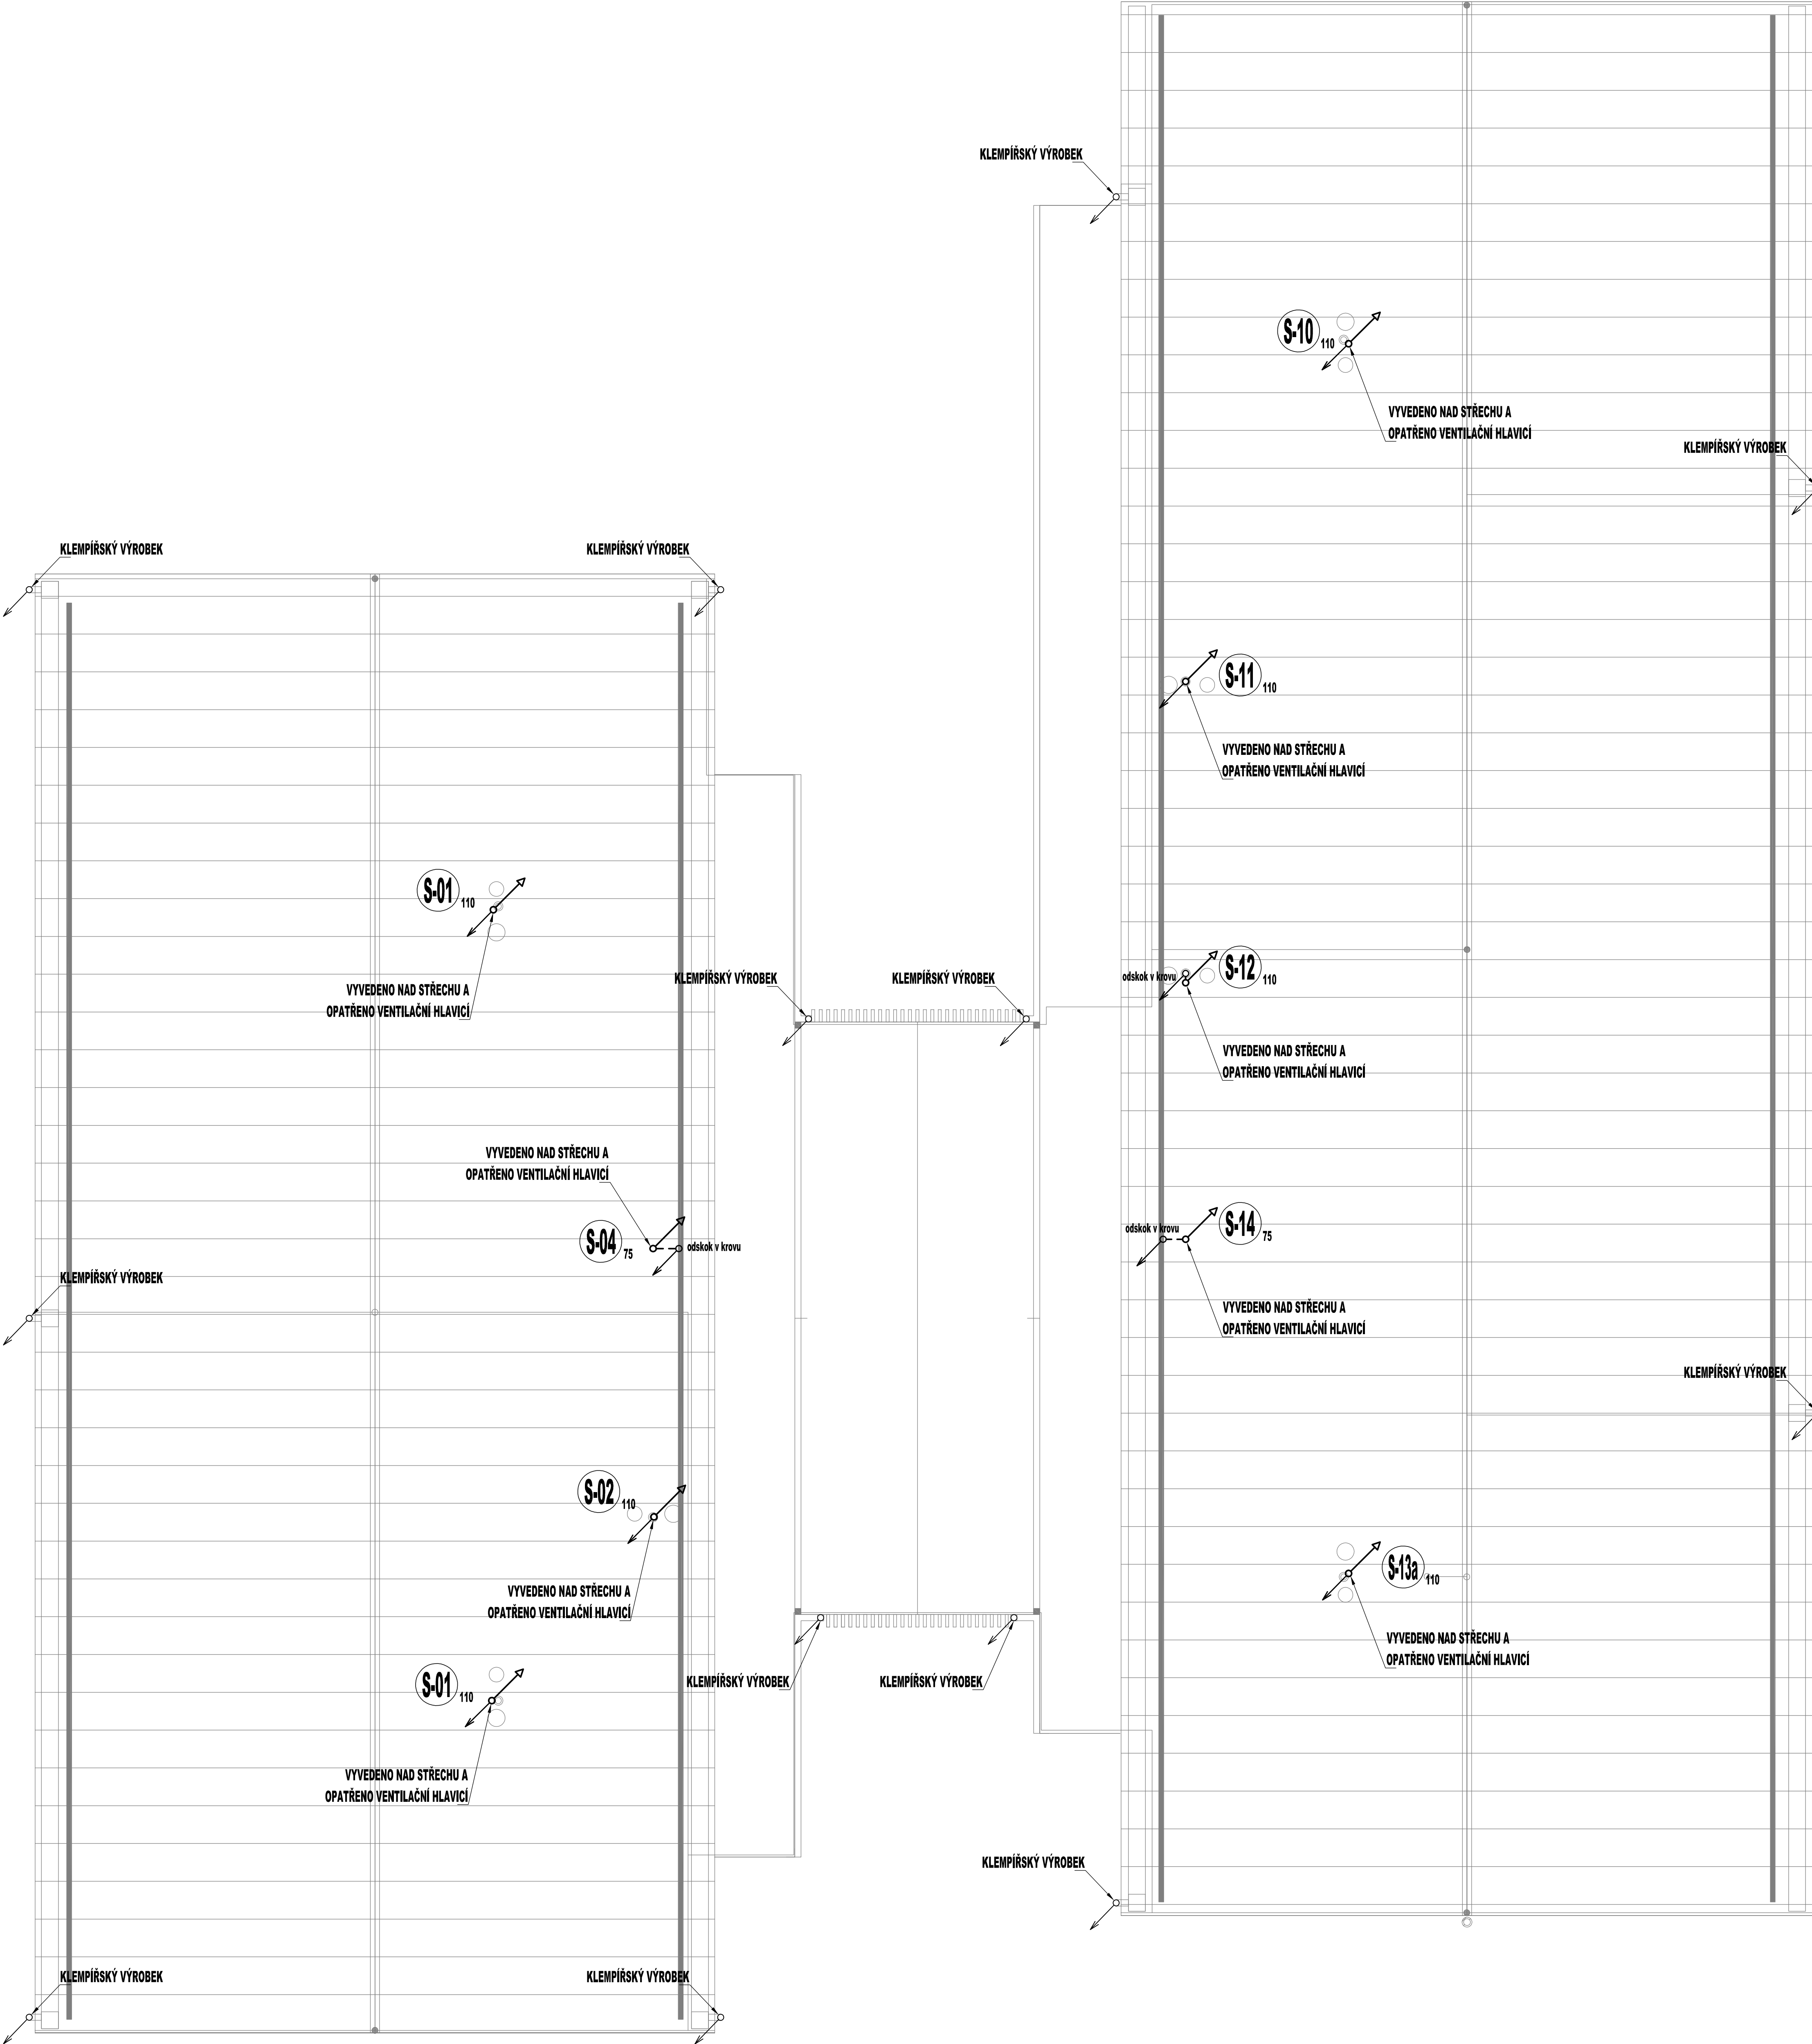 KLEMPÍŘSKÝ VÝROBEK
S-10
110
VYVEDENO NAD STŘECHU A
OPATŘENO VENTILAČNÍ HLAVICÍ
KLEMPÍŘSKÝ VÝROBEK
KLEMPÍŘSKÝ VÝROBEK
KLEMPÍŘSKÝ VÝROBEK
S-11
110
VYVEDENO NAD STŘECHU A
OPATŘENO VENTILAČNÍ HLAVICÍ
S-01
110
VYVEDENO NAD STŘECHU A
OPATŘENO VENTILAČNÍ HLAVICÍ
KLEMPÍŘSKÝ VÝROBEK
KLEMPÍŘSKÝ VÝROBEK
odskok v krovu
S-12
110
VYVEDENO NAD STŘECHU A
OPATŘENO VENTILAČNÍ HLAVICÍ
VYVEDENO NAD STŘECHU A
OPATŘENO VENTILAČNÍ HLAVICÍ
S-04
75
odskok v krovu
odskok v krovu
S-14
75
VYVEDENO NAD STŘECHU A
OPATŘENO VENTILAČNÍ HLAVICÍ
KLEMPÍŘSKÝ VÝROBEK
KLEMPÍŘSKÝ VÝROBEK
S-02
110
VYVEDENO NAD STŘECHU A
OPATŘENO VENTILAČNÍ HLAVICÍ
S-13a
110
VYVEDENO NAD STŘECHU A
OPATŘENO VENTILAČNÍ HLAVICÍ
S-01
110
KLEMPÍŘSKÝ VÝROBEK
KLEMPÍŘSKÝ VÝROBEK
VYVEDENO NAD STŘECHU A
OPATŘENO VENTILAČNÍ HLAVICÍ
KLEMPÍŘSKÝ VÝROBEK
KLEMPÍŘSKÝ VÝROBEK
KLEMPÍŘSKÝ VÝROBEK